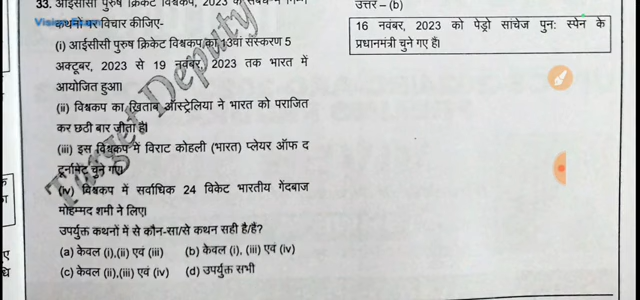 33. आईसीसी पुरुष क्रिकेट विश्वकप, 2023 के
कथनों पर विचार कीजिए-
(i) आईसीसी पुरुष क्रिकेट विश्वकप का 13वां संस्करण 5
अक्टूबर, 2023 से 19 नवंबर, 2023 तक भारत में
आयोजित हुआ।
(ii) विश्वकप का खिताब ऑस्ट्रेलिया ने भारत को पराजित
कर छठी बार जीता है।
(iii) इस विश्वकप में विराट कोहली (भारत) प्लेयर ऑफ द
टूर्नामेंट चुने गए।
(iv) विश्वकप में सर्वाधिक 24 विकेट भारतीय गेंदबाज
मोहम्मद शमी ने लिए।
उपर्युक्त कथनों में से कौन-सा/से कथन सही है/हैं?
(a) केवल (i),(ii) एवं (iii) (b) केवल (i), (iii) एवं (iv)
(c) केवल (ii),(iii) एवं (iv) (d) उपर्युक्त सभी
उत्तर – (b)
16 नवंबर, 2023 को पेड्रो सांचेज पुन: स्पेन के
प्रधानमंत्री चुने गए हैं।
Target Deputy